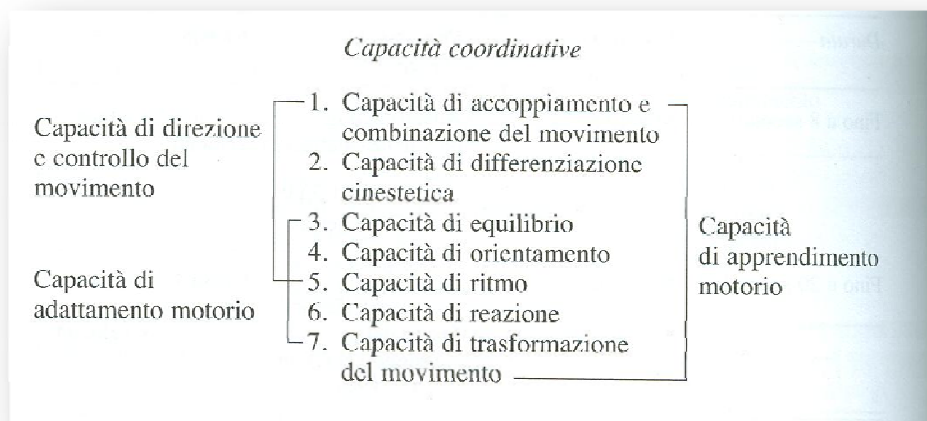 Capacità coordinative
Capacità di direzione
e controllo del
movimento
Capacità di
adattamento motorio
1. Capacità di accoppiamento e
combinazione del movimento
2. Capacità di differenziazione
cinestetica
3. Capacità di equilibrio
4. Capacità di orientamento
5. Capacità di ritmo
6. Capacità di reazione
7. Capacità di trasformazione
del movimento
Capacità
di apprendimento
motorio